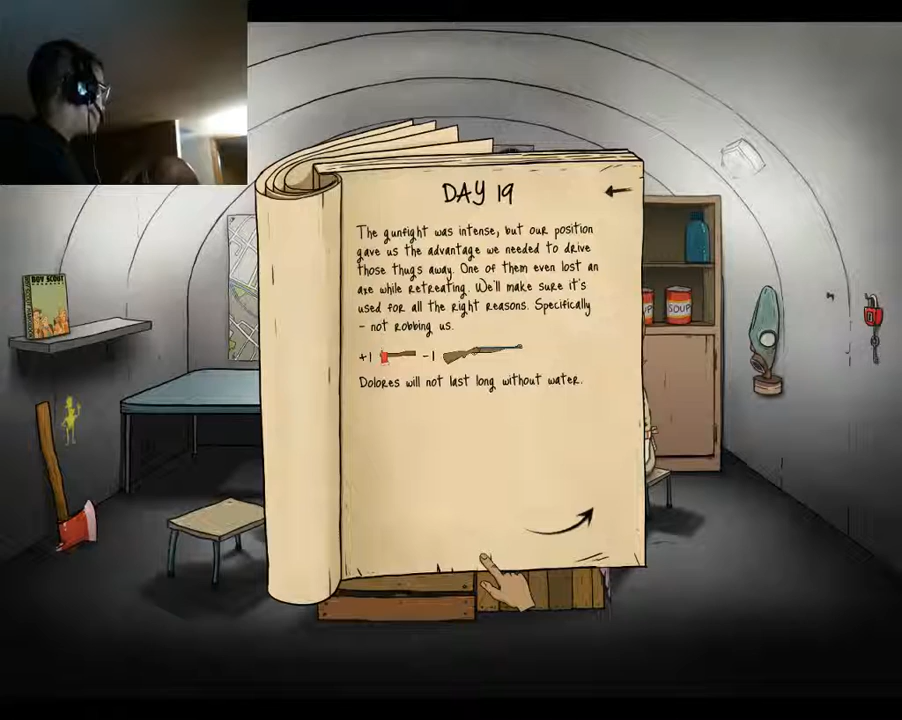 DAY 19
The gunfight was intense, but our position
gave us the advantage we needed to drive
those thugs away. One of them even lost an
axe while retreating. We'll make sure it's
used for all the right reasons. Specifically
- not robbing us.
+1 -1
Dolores will not last long without water.
BOY SCOUT
SOUP